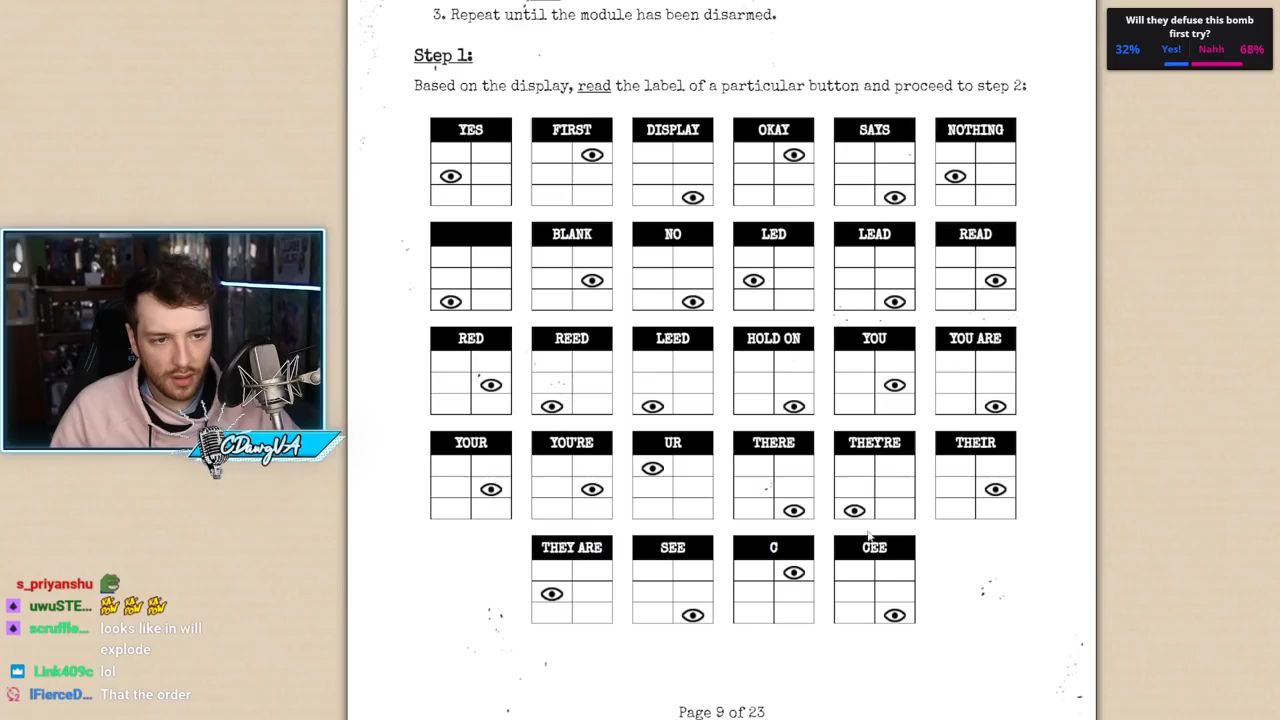 3. Repeat until the module has been disarmed.
Will they defuse this bomb
first try?
32% Yes! Nahh 68%
Step 1:
Based on the display, read the label of a particular button and proceed to step 2:
YES FIRST DISPLAY OKAY SAYS NOTHING
BLANK NO LED LEAD READ
RED REED LEED HOLD ON YOU YOU ARE
YOUR YOU'RE UR THERE THEY'RE THEIR
THEY ARE SEE C CEE
CDawgVA
s_priyanshu
uwuSTE...
scruffle... looks like in will
explode
Link409c lol
lFierceD... That the order
Page 9 of 23